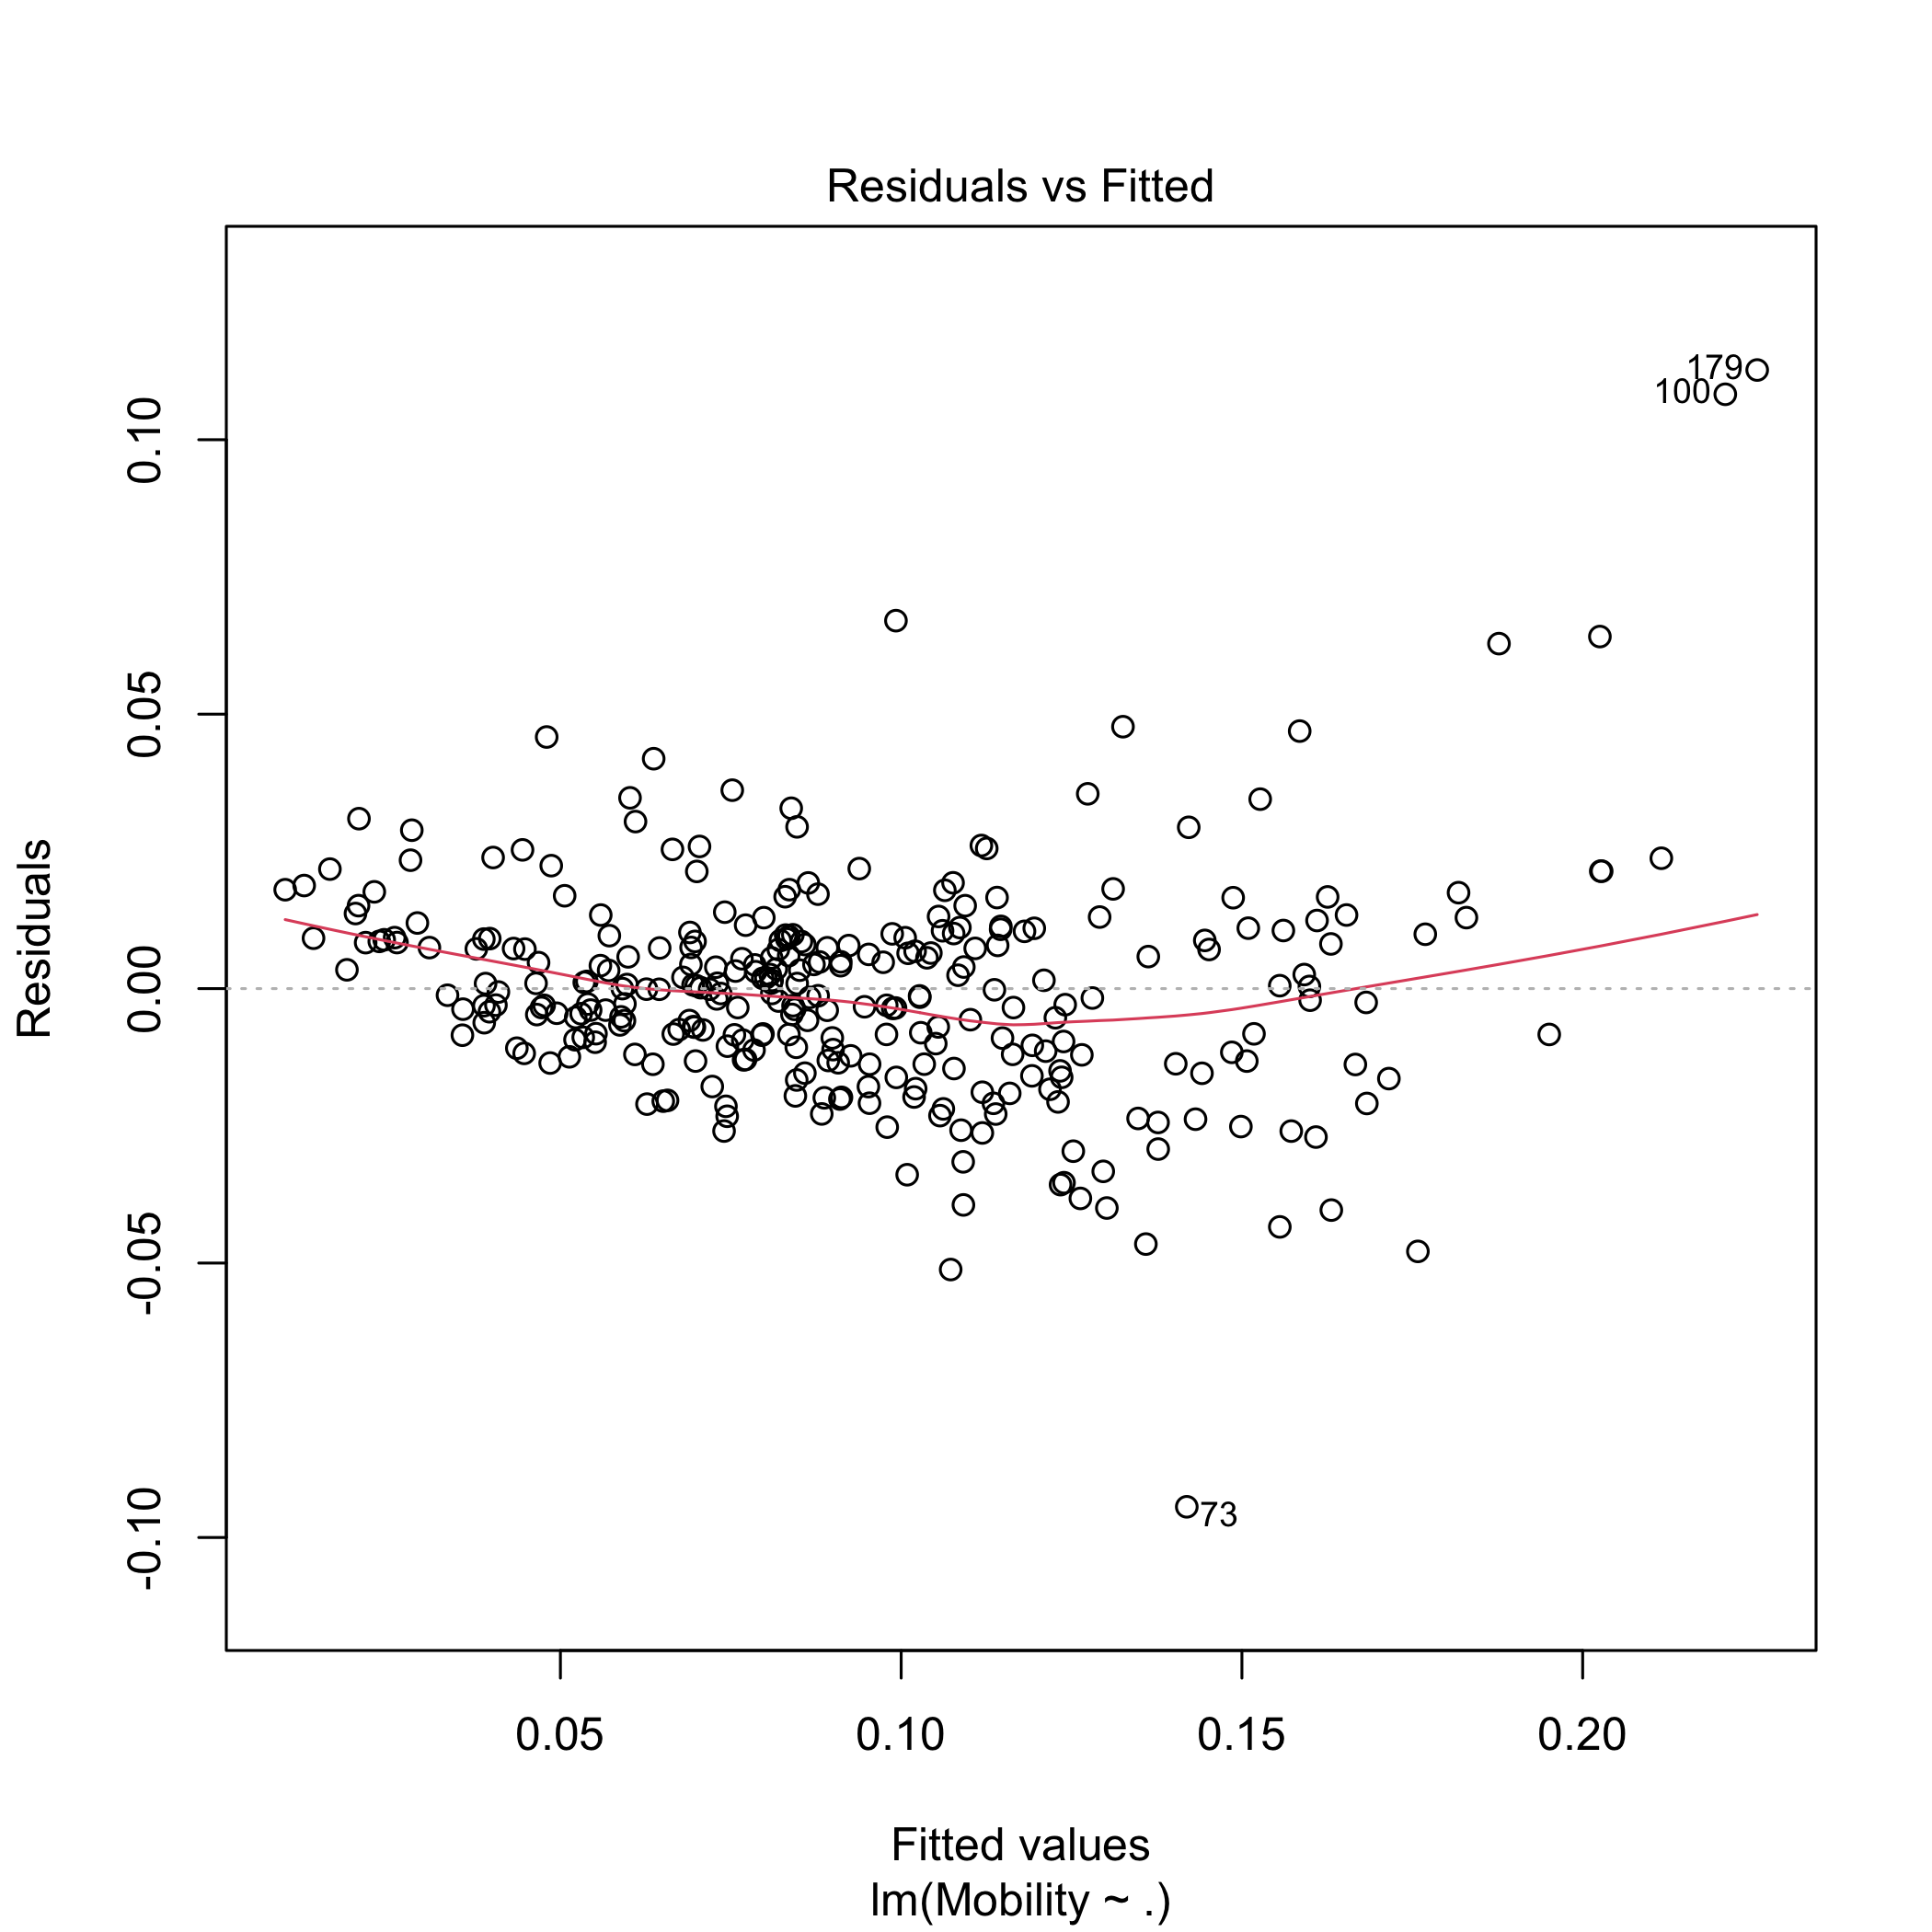 Residuals vs Fitted
179
100
73
Residuals
0.10
0.05
0.00
-0.05
-0.10
0.05 0.10 0.15 0.20
Fitted values
lm(Mobility ~ .)